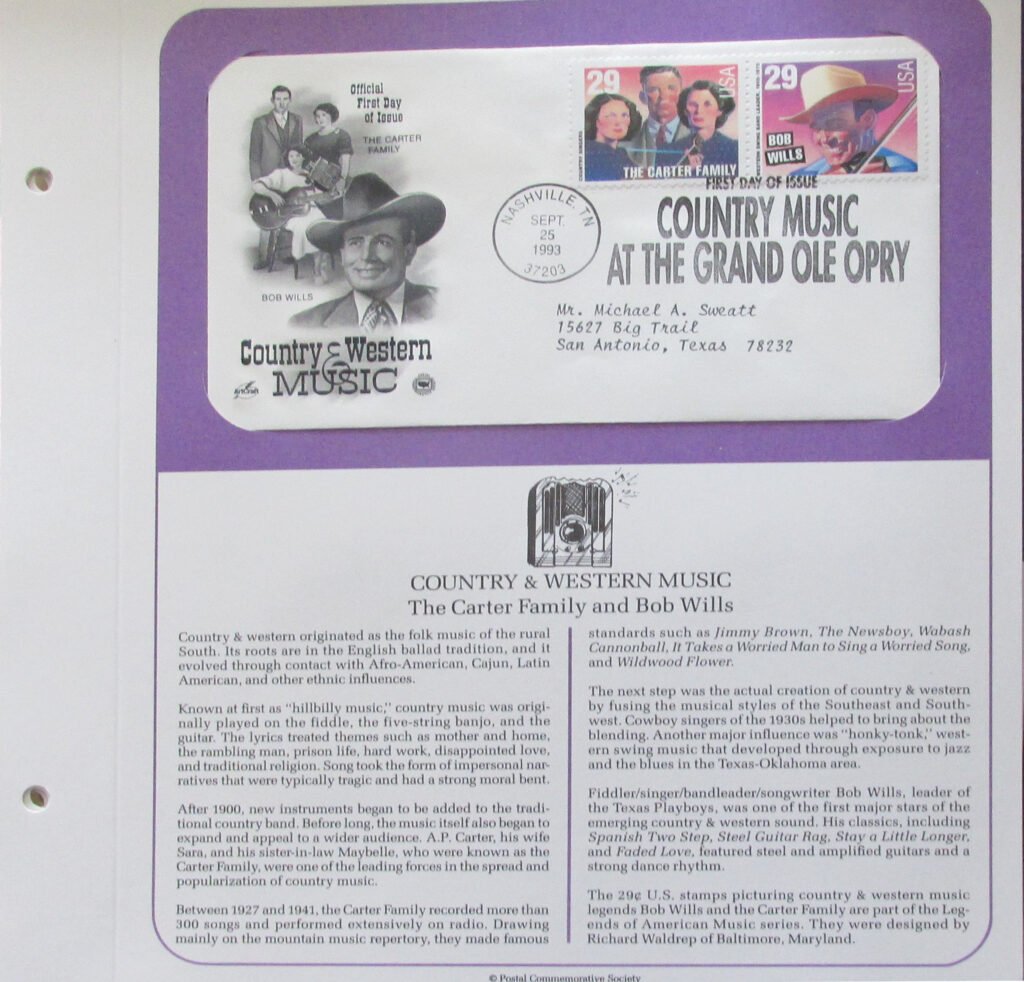 Official
First Day
of Issue
THE CARTER
FAMILY
BOB WILLS
Country & Western
MUSIC
ARTCRAFT
29
USA
COUNTRY SINGERS
THE CARTER FAMILY
29
USA
BOB
WILLS
NASHVILLE, TN
SEPT.
25
1993
37203
FIRST DAY OF ISSUE
COUNTRY MUSIC
AT THE GRAND OLE OPRY
Mr. Michael A. Sweatt
15627 Big Trail
San Antonio, Texas 78232
COUNTRY & WESTERN MUSIC
The Carter Family and Bob Wills
Country & western originated as the folk music of the rural
South. Its roots are in the English ballad tradition, and it
evolved through contact with Afro-American, Cajun, Latin
American, and other ethnic influences.
Known at first as "hillbilly music," country music was origi-
nally played on the fiddle, the five-string banjo, and the
guitar. The lyrics treated themes such as mother and home,
the rambling man, prison life, hard work, disappointed love,
and traditional religion. Song took the form of impersonal nar-
ratives that were typically tragic and had a strong moral bent.
After 1900, new instruments began to be added to the tradi-
tional country band. Before long, the music itself also began to
expand and appeal to a wider audience. A.P. Carter, his wife
Sara, and his sister-in-law Maybelle, who were known as the
Carter Family, were one of the leading forces in the spread and
popularization of country music.
Between 1927 and 1941, the Carter Family recorded more than
300 songs and performed extensively on radio. Drawing
mainly on the mountain music repertory, they made famous
standards such as Jimmy Brown, The Newsboy, Wabash
Cannonball, It Takes a Worried Man to Sing a Worried Song,
and Wildwood Flower.
The next step was the actual creation of country & western
by fusing the musical styles of the Southeast and South-
west. Cowboy singers of the 1930s helped to bring about the
blending. Another major influence was "honky-tonk," west-
ern swing music that developed through exposure to jazz
and the blues in the Texas-Oklahoma area.
Fiddler/singer/bandleader/songwriter Bob Wills, leader of
the Texas Playboys, was one of the first major stars of the
emerging country & western sound. His classics, including
Spanish Two Step, Steel Guitar Rag, Stay a Little Longer,
and Faded Love, featured steel and amplified guitars and a
strong dance rhythm.
The 29¢ U.S. stamps picturing country & western music
legends Bob Wills and the Carter Family are part of the Leg-
ends of American Music series. They were designed by
Richard Waldrep of Baltimore, Maryland.
© Postal Commemorative Society